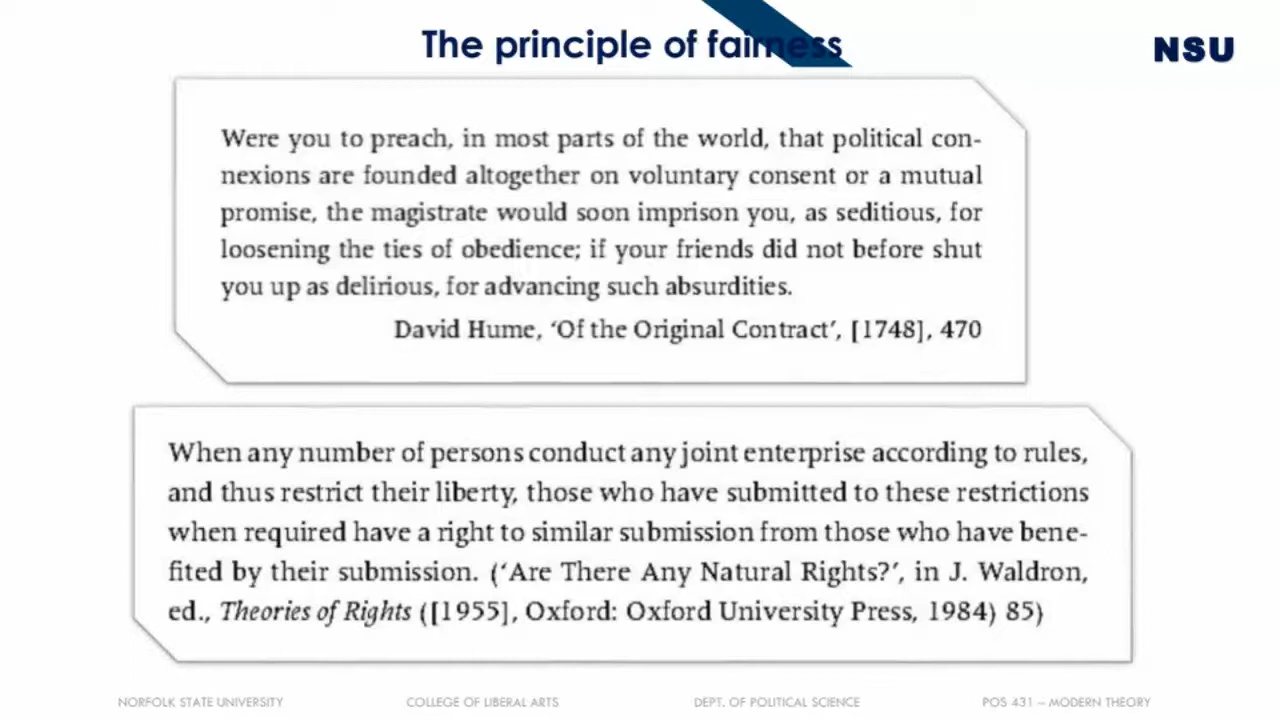 The principle of fairness
NSU
Were you to preach, in most parts of the world, that political con-
nexions are founded altogether on voluntary consent or a mutual
promise, the magistrate would soon imprison you, as seditious, for
loosening the ties of obedience; if your friends did not before shut
you up as delirious, for advancing such absurdities.
David Hume, ‘Of the Original Contract’, [1748], 470
When any number of persons conduct any joint enterprise according to rules,
and thus restrict their liberty, those who have submitted to these restrictions
when required have a right to similar submission from those who have bene-
fited by their submission. (‘Are There Any Natural Rights?’, in J. Waldron,
ed., Theories of Rights ([1955], Oxford: Oxford University Press, 1984) 85)
NORFOLK STATE UNIVERSITY COLLEGE OF LIBERAL ARTS DEPT. OF POLITICAL SCIENCE POS 431 – MODERN THEORY